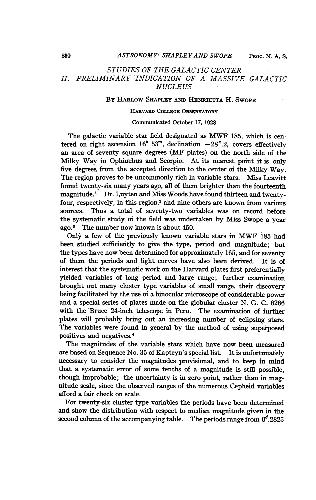 830 ASTRONOMY: SHAPLEY AND SWOPE PROC. N. A. S.
STUDIES OF THE GALACTIC CENTER
II. PRELIMINARY INDICATION OF A MASSIVE GALACTIC
NUCLEUS
BY HARLOW SHAPLEY AND HENRIETTA H. SWOPE
HARVARD COLLEGE OBSERVATORY
Communicated October 17, 1928
The galactic variable star field designated as MWF 185, which is cen-
tered on right ascension declination covers effectively
an area of seventy square degrees (MF plates) on the north side of the
Milky Way in Ophiuchus and Scorpio. At its nearest point it is only
five degrees from the accepted direction to the center of the Milky Way.
The region proves to be uncommonly rich in variable stars. Miss Leavitt
found twenty-six many years ago, all of them brighter than the fourteenth
magnitude. Dr. Luyten and Miss Woods have found thirteen and twenty-
four, respectively, in this region and nine others are known from various
sources. Thus a total of seventy-two variables was on record before
the systematic study in the field was undertaken by Miss Swope a year
ago. The number now known is about 450.
Only a few of the previously known variable stars in MWF 185 had
been studied sufficiently to give the type, period and magnitude; but
the types have now been determined for approximately 165, and for seventy
of them the periods and light curves have also been derived. It is of
interest that the systematic work on the Harvard plates first preferentially
yielded variables of long period and large range; further examination
brought out many cluster type variables of small range, their discovery
being facilitated by the use of a binocular microscope of considerable power
and a special series of plates made on the globular cluster N. G. C.
with the Bruce 24-inch telescope in Peru. The examination of further
plates will probably bring out an increasing number of eclipsing stars.
The variables were found in general by the method of using superposed
positives and negatives.
The magnitudes of the variable stars which have now been measured
are based on Sequence No. of Kapteyn's special list. It is unfortunately
necessary to consider the magnitudes provisional, and to keep in mind
that a systematic error of some tenths of a magnitude is still possible,
though improbable; the uncertainty is in zero point, rather than in mag-
nitude scale, since the observed ranges of the numerous Cepheid variables
afford a fair check on scale.
For twenty-six cluster type variables the periods have been determined
and show the distribution with respect to median magnitude given in the
second column of the accompanying table. The periods range from